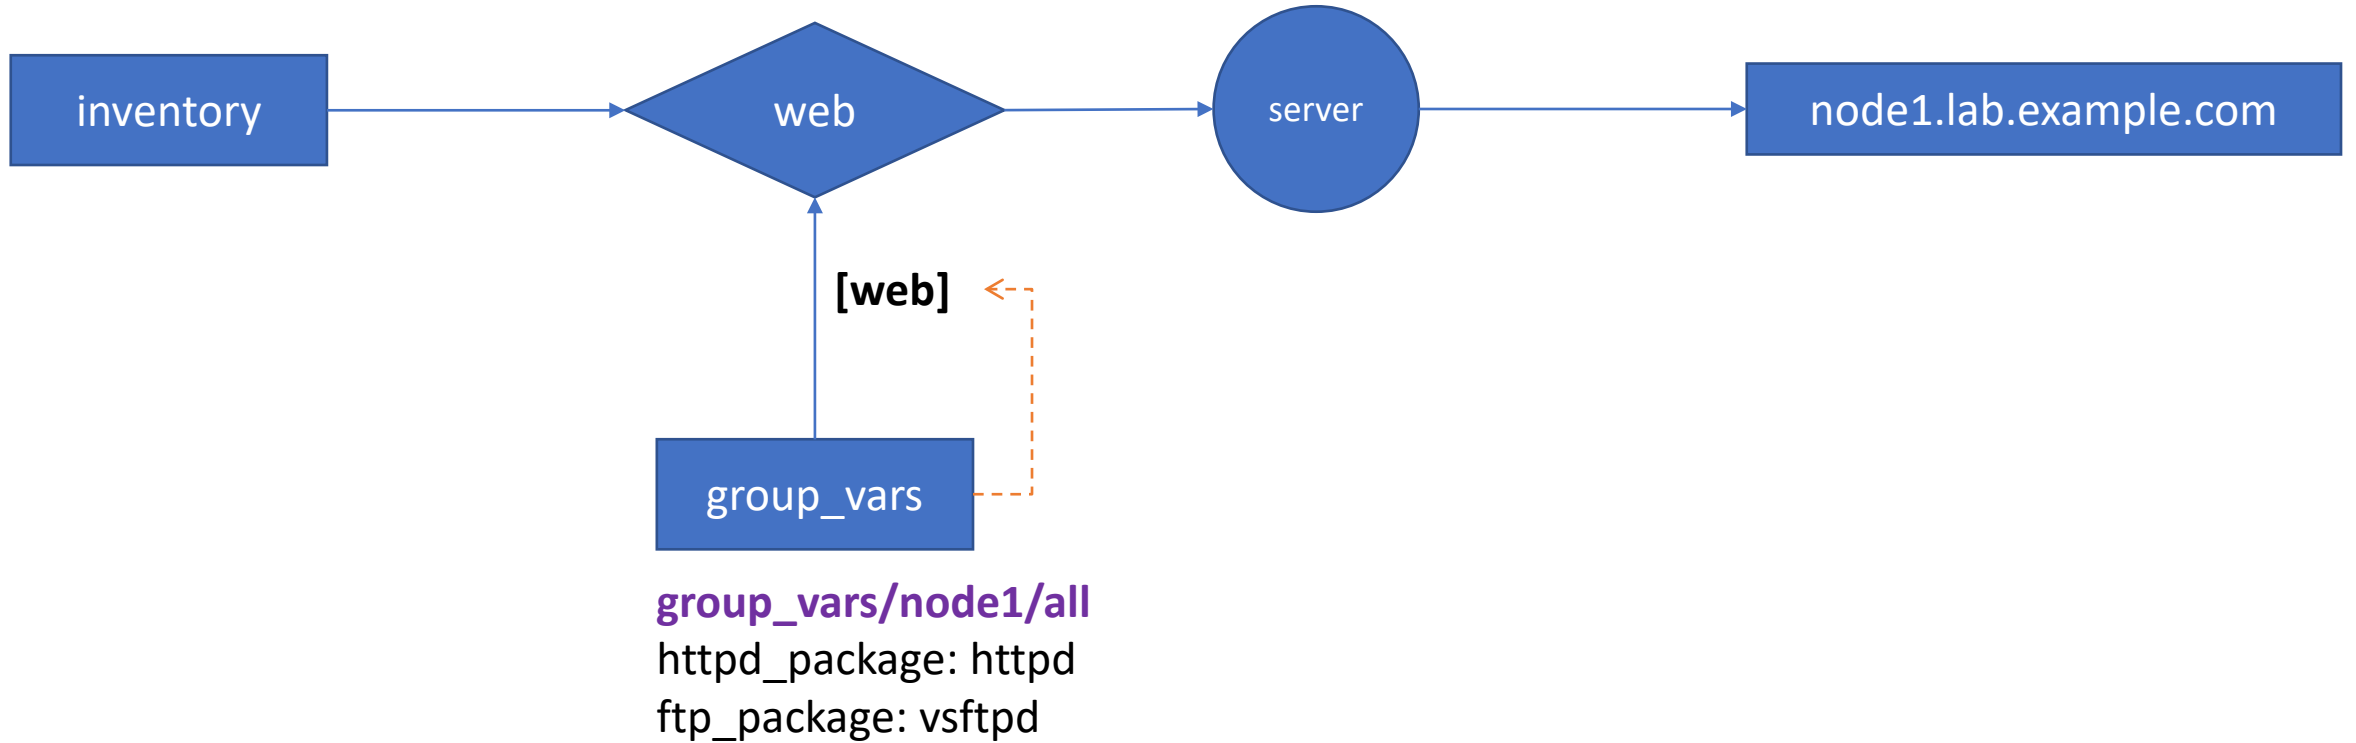 inventory
web
server
node1.lab.example.com
[web]
group_vars
group_vars/node1/all
httpd_package: httpd
ftp_package: vsftpd